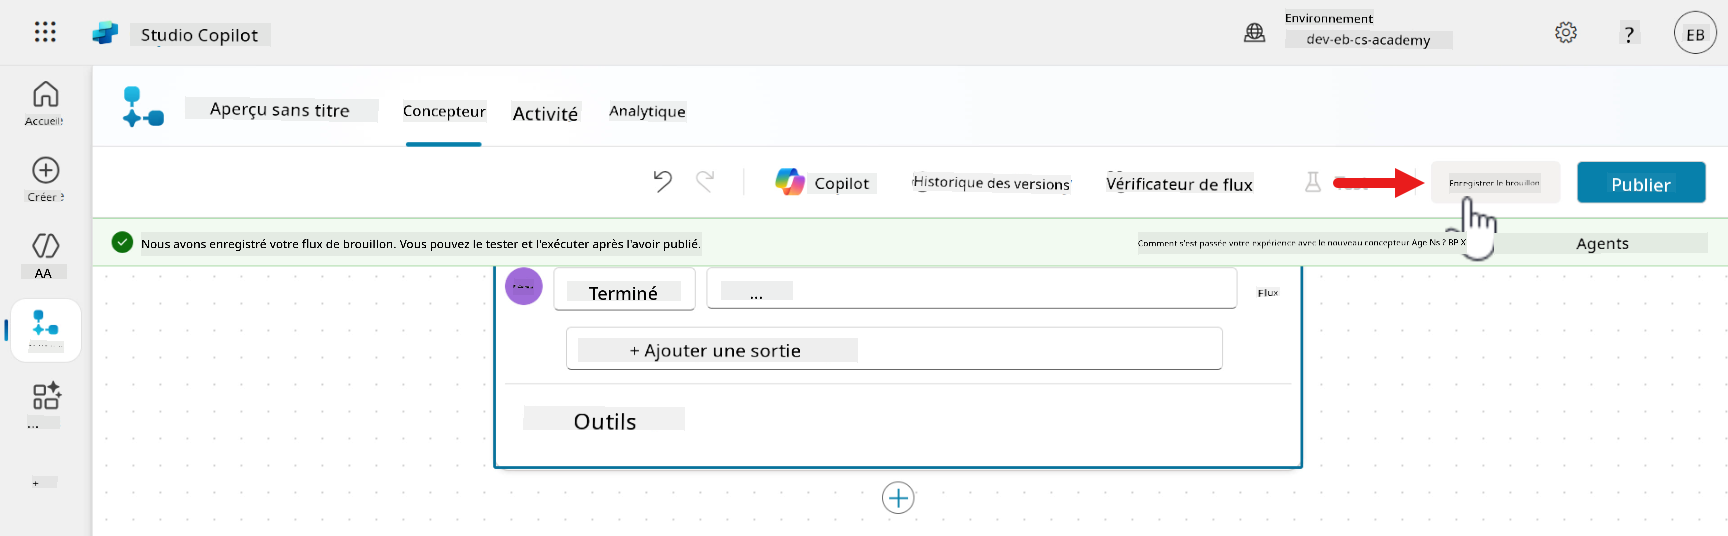 Studio Copilot
Environnement
dev-eb-cs-academy
?
EB
Accueil
Créer
AA
...
+
Aperçu sans titre
Concepteur
Activité
Analytique
Copilot
Historique des versions
Vérificateur de flux
Enregistrer le brouillon
Publier
Nous avons enregistré votre flux de brouillon. Vous pouvez le tester et l'exécuter après l'avoir publié.
Comment s'est passée votre expérience avec le nouveau concepteur Age Ns ? BP X
Agents
Terminé
...
Flux
+ Ajouter une sortie
Outils